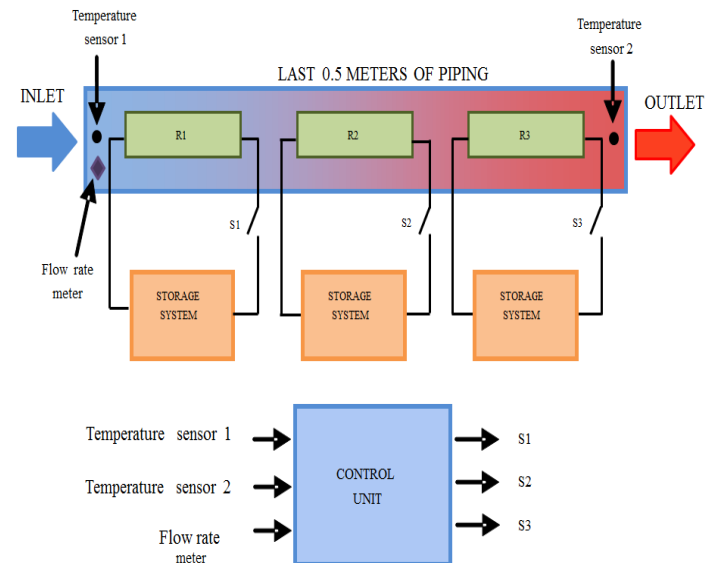 Temperature
sensor 1
Temperature
sensor 2
LAST 0.5 METERS OF PIPING
INLET
OUTLET
R1
R2
R3
S1
S2
S3
Flow rate
meter
STORAGE
SYSTEM
STORAGE
SYSTEM
STORAGE
SYSTEM
Temperature sensor 1
Temperature sensor 2
Flow rate
meter
CONTROL
UNIT
S1
S2
S3